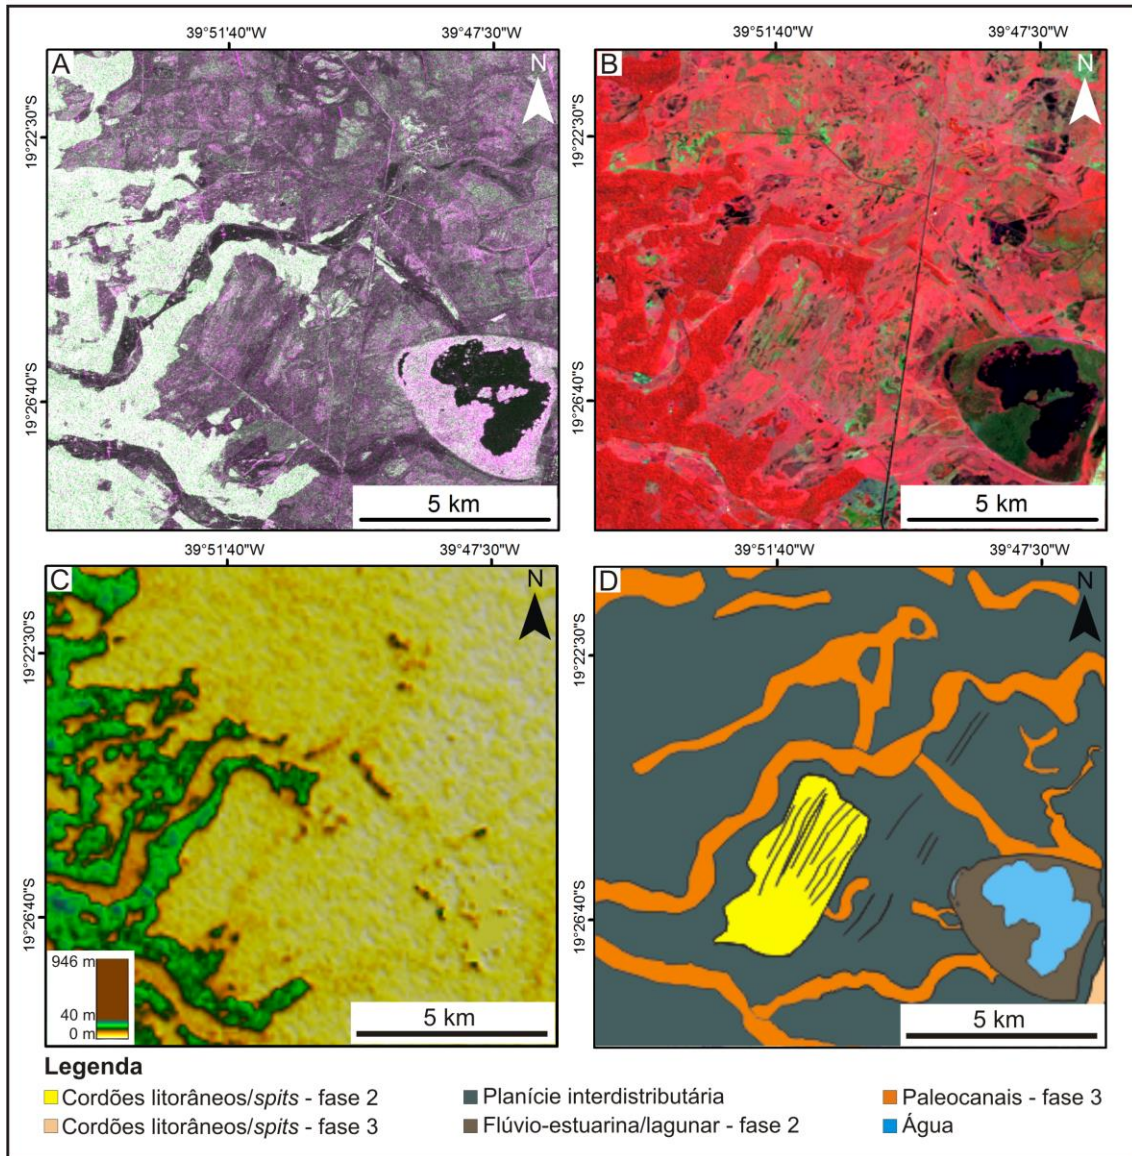 39°51'40"W 39°47'30"W 39°51'40"W 39°47'30"W
A N B N
19°22'30"S 19°22'30"S
19°26'40"S 19°26'40"S
5 km 5 km
39°51'40"W 39°47'30"W 39°51'40"W 39°47'30"W
C N D N
19°22'30"S 19°22'30"S
19°26'40"S 19°26'40"S
946 m
40 m
0 m
5 km 5 km
Legenda
Cordões litorâneos/spits - fase 2 Planície interdistributária Paleocanais - fase 3
Cordões litorâneos/spits - fase 3 Flúvio-estuarina/lagunar - fase 2 Água